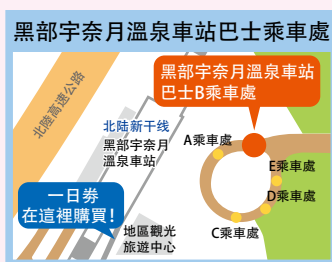 黑部宇奈月溫泉車站巴士乘車處
黑部宇奈月溫泉車站
巴士B乘車處
北陸高速公路
北陆新干线
黑部宇奈月
溫泉車站
A乘車處
E乘車處
D乘車處
C乘車處
一日券
在這裡購買!
地區觀光
旅遊中心